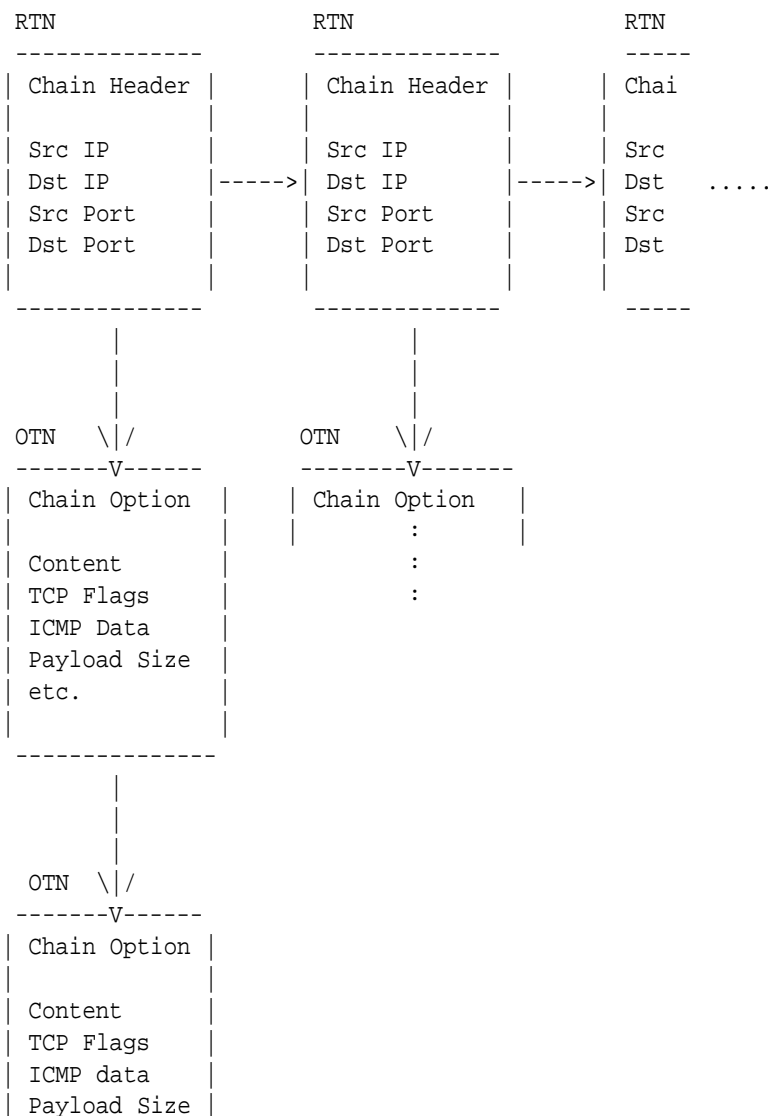 RTN RTN RTN
-------------- -------------- -----
| Chain Header | | Chain Header | | Chai
| | | | |
| Src IP | | Src IP | | Src
| Dst IP |----->| Dst IP |----->| Dst .....
| Src Port | | Src Port | | Src
| Dst Port | | Dst Port | | Dst
| | | | |
-------------- -------------- -----
| |
| |
| |
OTN \|/ OTN \|/
-------V------ --------V-------
| Chain Option | | Chain Option |
| | | : |
| Content | :
| TCP Flags | :
| ICMP Data |
| Payload Size |
| etc. |
| |
---------------
|
|
|
OTN \|/
-------V------
| Chain Option |
| |
| Content |
| TCP Flags |
| ICMP data |
| Payload Size |